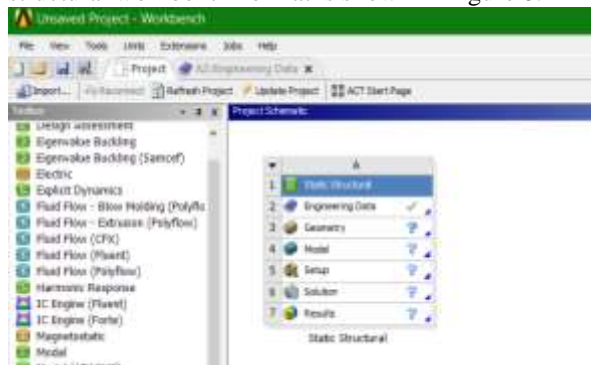 Unsaved Project - Workbench
File View Tools Units Extensions Jobs Help
Project A2:Engineering Data
Import... Reconnect Refresh Project Update Project ACT Start Page
Toolbox
Project Schematic
Design Assessment
Eigenvalue Buckling
Eigenvalue Buckling (Samcef)
Electric
Explicit Dynamics
Fluid Flow - Blow Molding (Polyflo
Fluid Flow - Extrusion (Polyflow)
Fluid Flow (CFX)
Fluid Flow (Fluent)
Fluid Flow (Polyflow)
Harmonic Response
IC Engine (Fluent)
IC Engine (Forte)
Magnetostatic
Modal
A
1 Static Structural
2 Engineering Data
3 Geometry
4 Model
5 Setup
6 Solution
7 Results
Static Structural